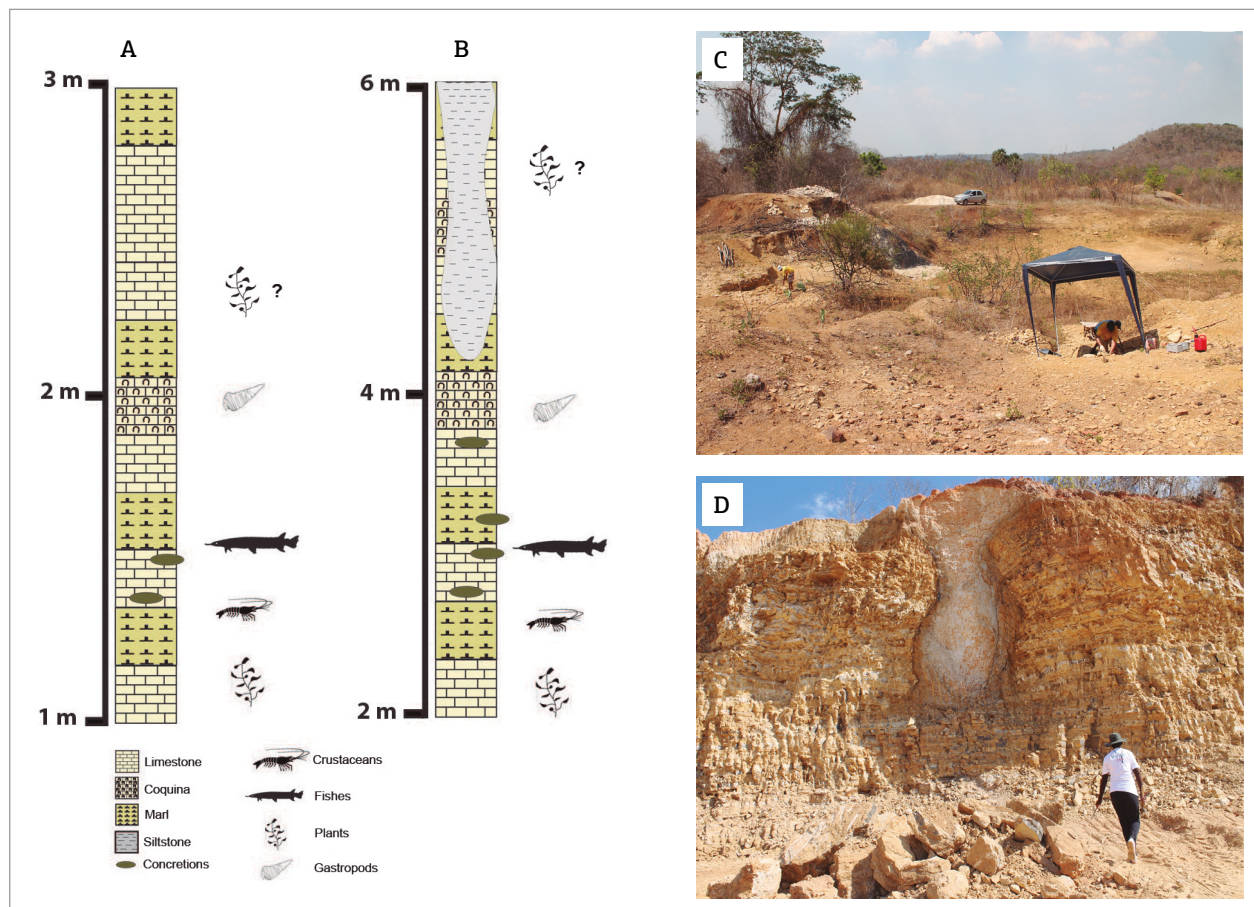 A
B
C
D
3 m
2 m
1 m
?
6 m
4 m
2 m
?
Limestone
Coquina
Marl
Siltstone
Concretions
Crustaceans
Fishes
Plants
Gastropods